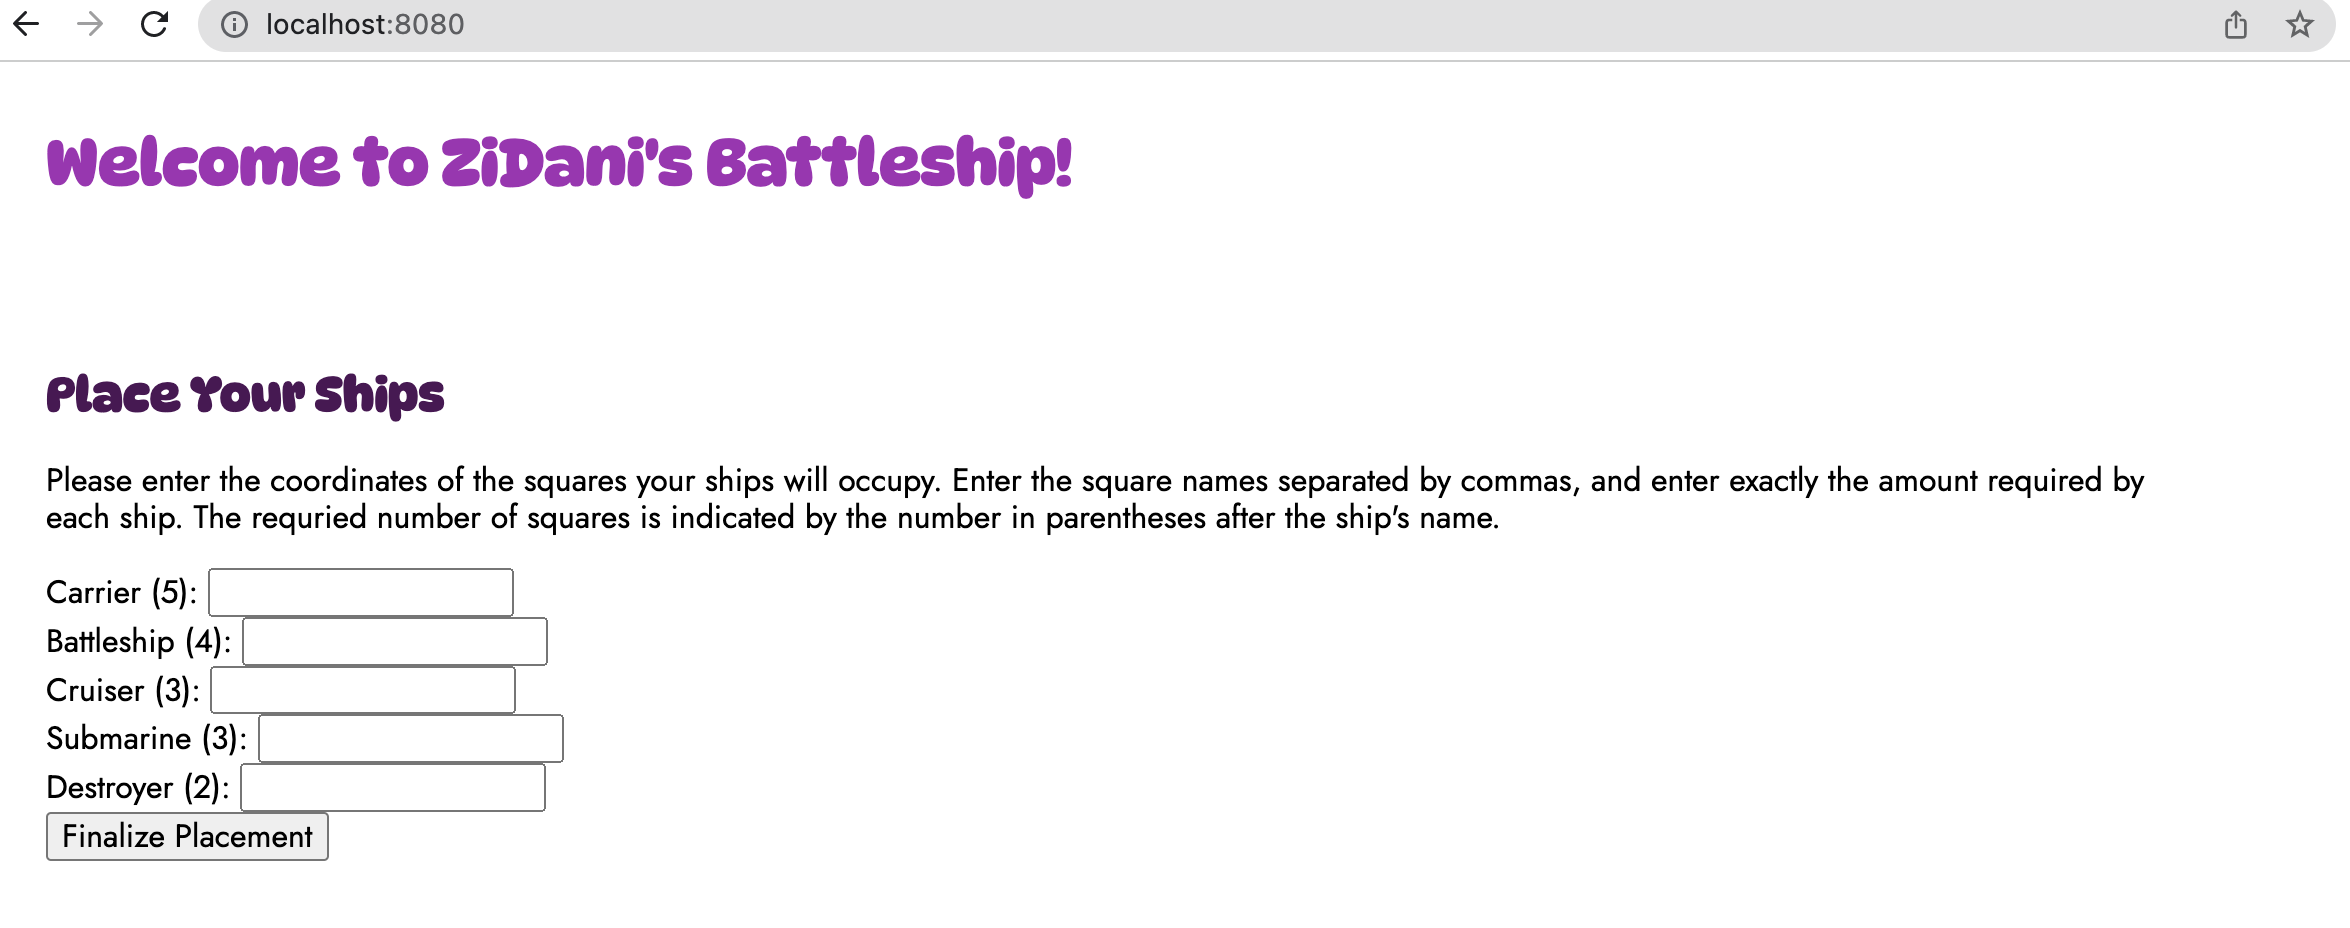 localhost:8080
Welcome to ZiDani's Battleship!
Place Your Ships
Please enter the coordinates of the squares your ships will occupy. Enter the square names separated by commas, and enter exactly the amount required by
each ship. The requried number of squares is indicated by the number in parentheses after the ship's name.
Carrier (5):
Battleship (4):
Cruiser (3):
Submarine (3):
Destroyer (2):
Finalize Placement